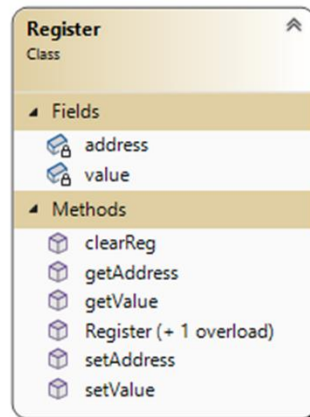 Register
Class
Fields
address
value
Methods
clearReg
getAddress
getValue
Register (+ 1 overload)
setAddress
setValue